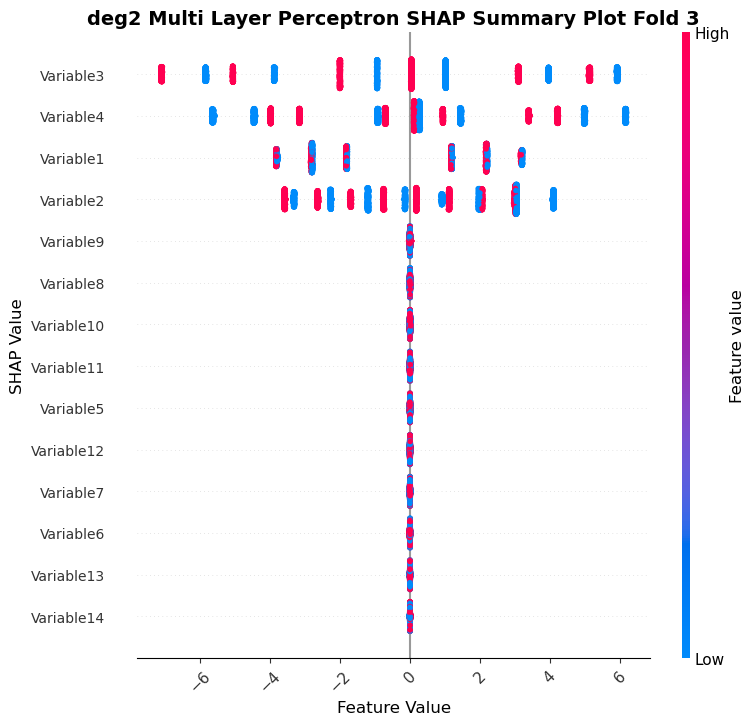 deg2 Multi Layer Perceptron SHAP Summary Plot Fold 3
High
Variable3
Variable4
Variable1
Variable2
Variable9
Variable8
Variable10
Variable11
Variable5
Variable12
Variable7
Variable6
Variable13
Variable14
SHAP Value
Feature value
Low
−6
−4
−2
0
2
4
6
Feature Value